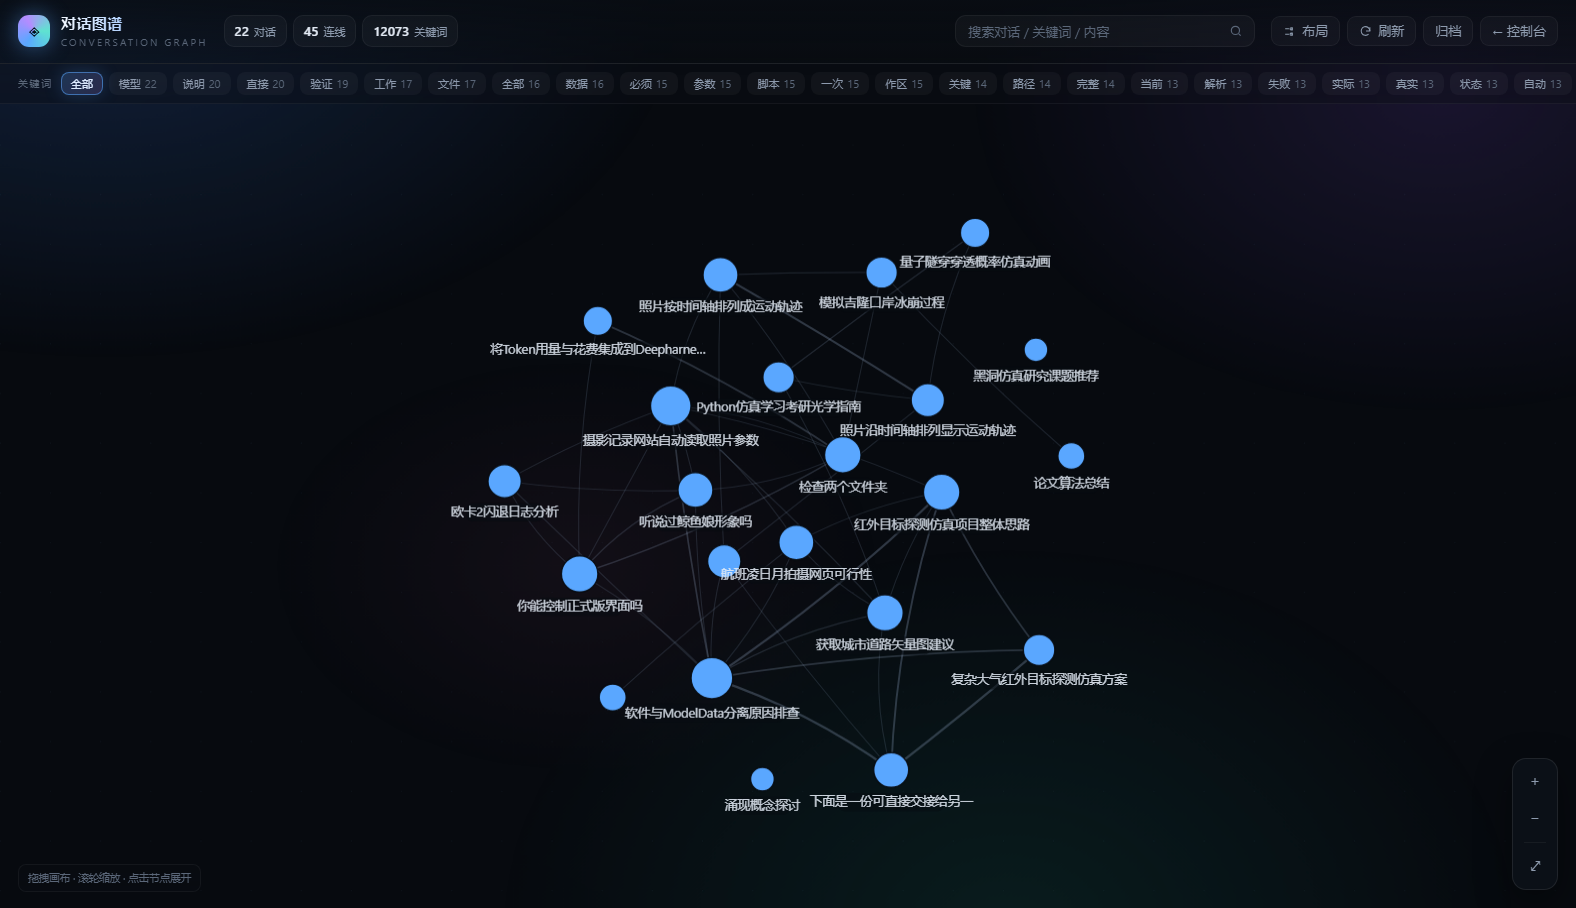 对话图谱
CONVERSATION GRAPH
22 对话
45 连线
12073 关键词
搜索对话 / 关键词 / 内容
布局
刷新
归档
← 控制台
关键词
全部
模型 22
说明 20
直接 20
验证 19
工作 17
文件 17
全部 16
数据 16
必须 15
参数 15
脚本 15
一次 15
作区 15
关键 14
路径 14
完整 14
当前 13
解析 13
失败 13
实际 13
真实 13
状态 13
自动 13
量子隧穿穿透概率仿真动画
模拟吉隆口岸冰崩过程
照片按时间轴排列成运动轨迹
将Token用量与花费集成到Deepharne...
黑洞仿真研究课题推荐
Python仿真学习考研光学指南
照片沿时间轴排列显示运动轨迹
摄影记录网站自动读取照片参数
论文算法总结
检查两个文件夹
欧卡2闪退日志分析
听说过鲸鱼娘形象吗
红外目标探测仿真项目整体思路
航班凌日月拍摄网页可行性
你能控制正式版界面吗
获取城市道路矢量图建议
复杂大气红外目标探测仿真方案
软件与ModelData分离原因排查
涌现概念探讨
下面是一份可直接交接给另一
拖拽画布 · 滚轮缩放 · 点击节点展开
+
−